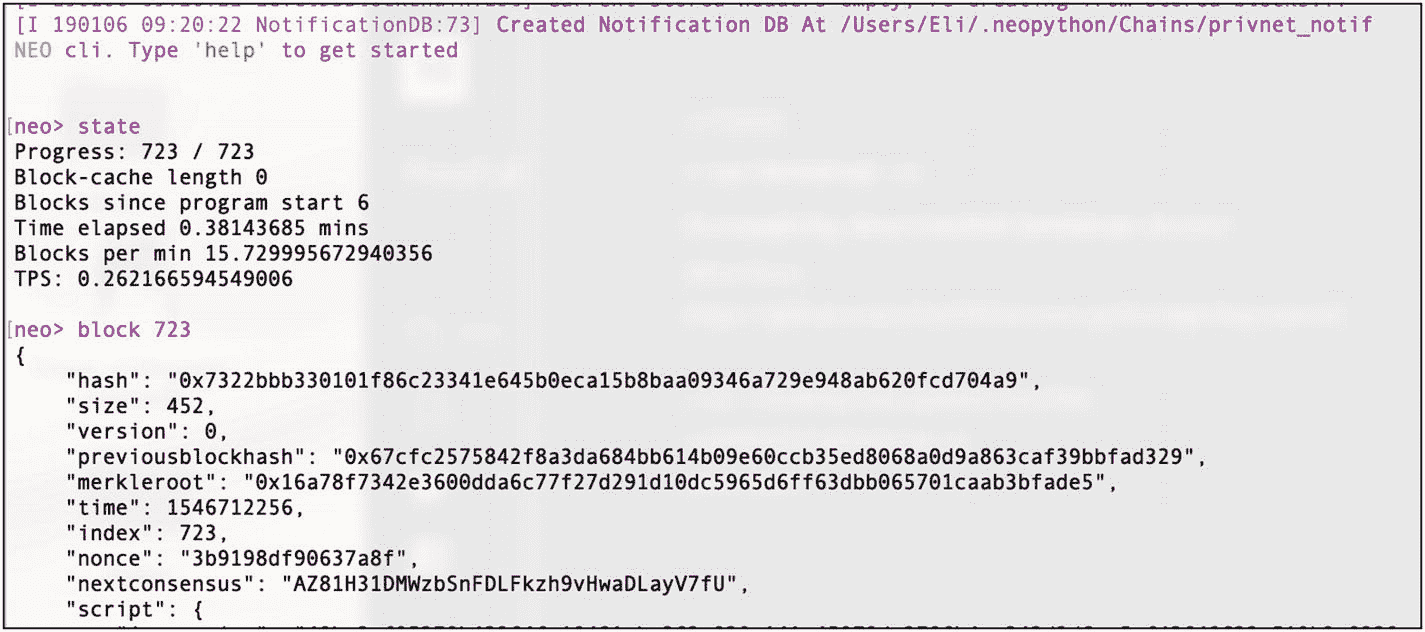 [I 190106 09:20:22 NotificationDB:73] Created Notification DB At /Users/Eli/.neopython/Chains/privnet_notif
NEO cli. Type 'help' to get started
[neo> state
Progress: 723 / 723
Block-cache length 0
Blocks since program start 6
Time elapsed 0.38143685 mins
Blocks per min 15.729995672940356
TPS: 0.262166594549006
[neo> block 723
{
"hash": "0x7322bbb330101f86c23341e645b0eca15b8baa09346a729e948ab620fcd704a9",
"size": 452,
"version": 0,
"previousblockhash": "0x67cfc2575842f8a3da684bb614b09e60ccb35ed8068a0d9a863caf39bbfad329",
"merkleroot": "0x16a78f7342e3600dda6c77f27d291d10dc5965d6ff63dbb065701caab3bfade5",
"time": 1546712256,
"index": 723,
"nonce": "3b9198df90637a8f",
"nextconsensus": "AZ81H31DMWzbSnFDLFkzh9vHwaDLayV7fU",
"script": {